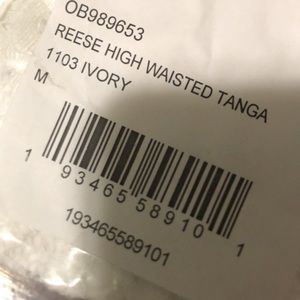 OB989653
REESE HIGH WAISTED TANGA
1103 IVORY
M
1 93465 58910 1
193465589101